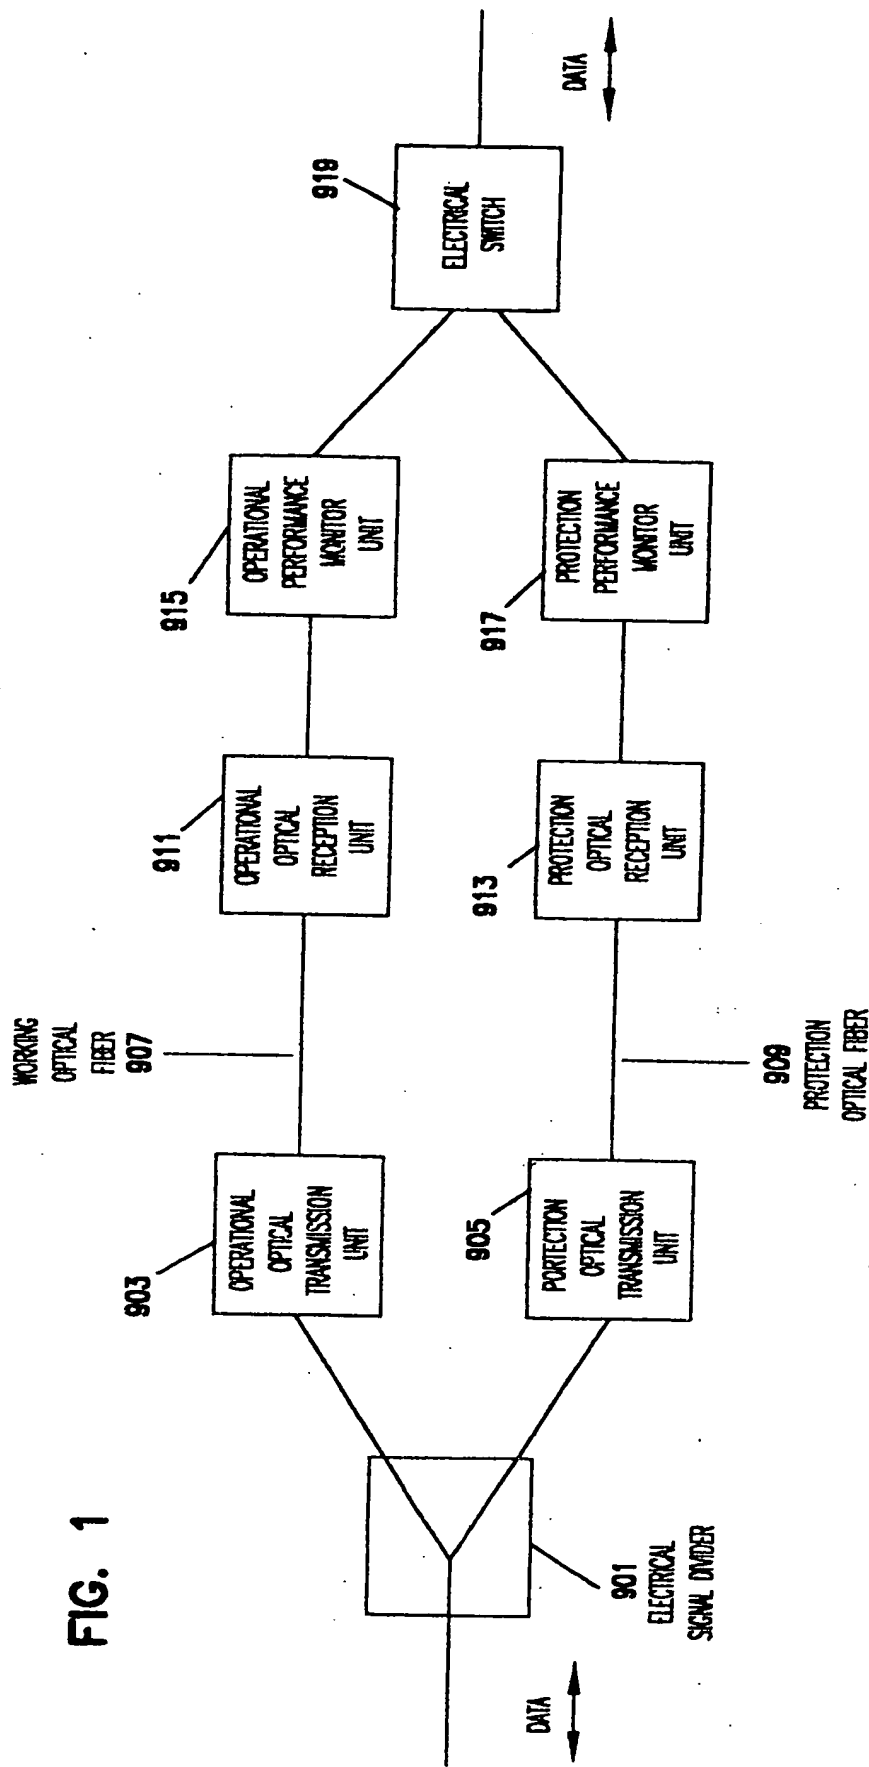 FIG. 1
WORKING
OPTICAL
FIBER
907
903
OPERATIONAL
OPTICAL
TRANSMISSION
UNIT
911
OPERATIONAL
OPTICAL
RECEPTION
UNIT
915
OPERATIONAL
PERFORMANCE
MONITOR
UNIT
919
ELECTRICAL
SWITCH
DATA
DATA
901
ELECTRICAL
SIGNAL DIVIDER
905
PORTECTION
OPTICAL
TRANSMISSION
UNIT
913
PROTECTION
OPTICAL
RECEPTION
UNIT
917
PROTECTION
PERFORMANCE
MONITOR
UNIT
909
PROTECTION
OPTICAL FIBER